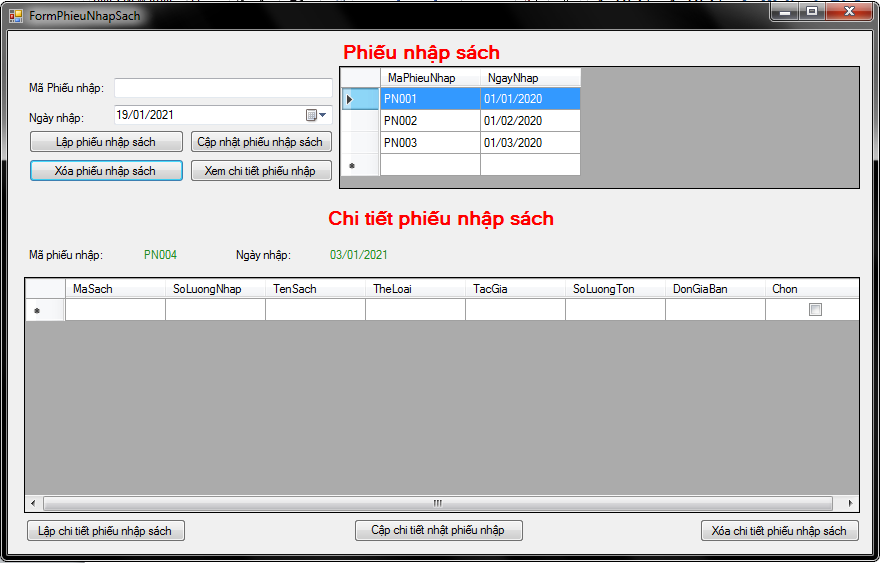 FormPhieuNhapSach
Phiếu nhập sách
Mã Phiếu nhập:
Ngày nhập: 19/01/2021
Lập phiếu nhập sách Cập nhật phiếu nhập sách
Xóa phiếu nhập sách Xem chi tiết phiếu nhập
MaPhieuNhap NgayNhap
PN001 01/01/2020
PN002 01/02/2020
PN003 01/03/2020
Chi tiết phiếu nhập sách
Mã phiếu nhập: PN004 Ngày nhập: 03/01/2021
MaSach SoLuongNhap TenSach TheLoai TacGia SoLuongTon DonGiaBan Chon
Lập chi tiết phiếu nhập sách Cập chi tiết nhật phiếu nhập Xóa chi tiết phiếu nhập sách